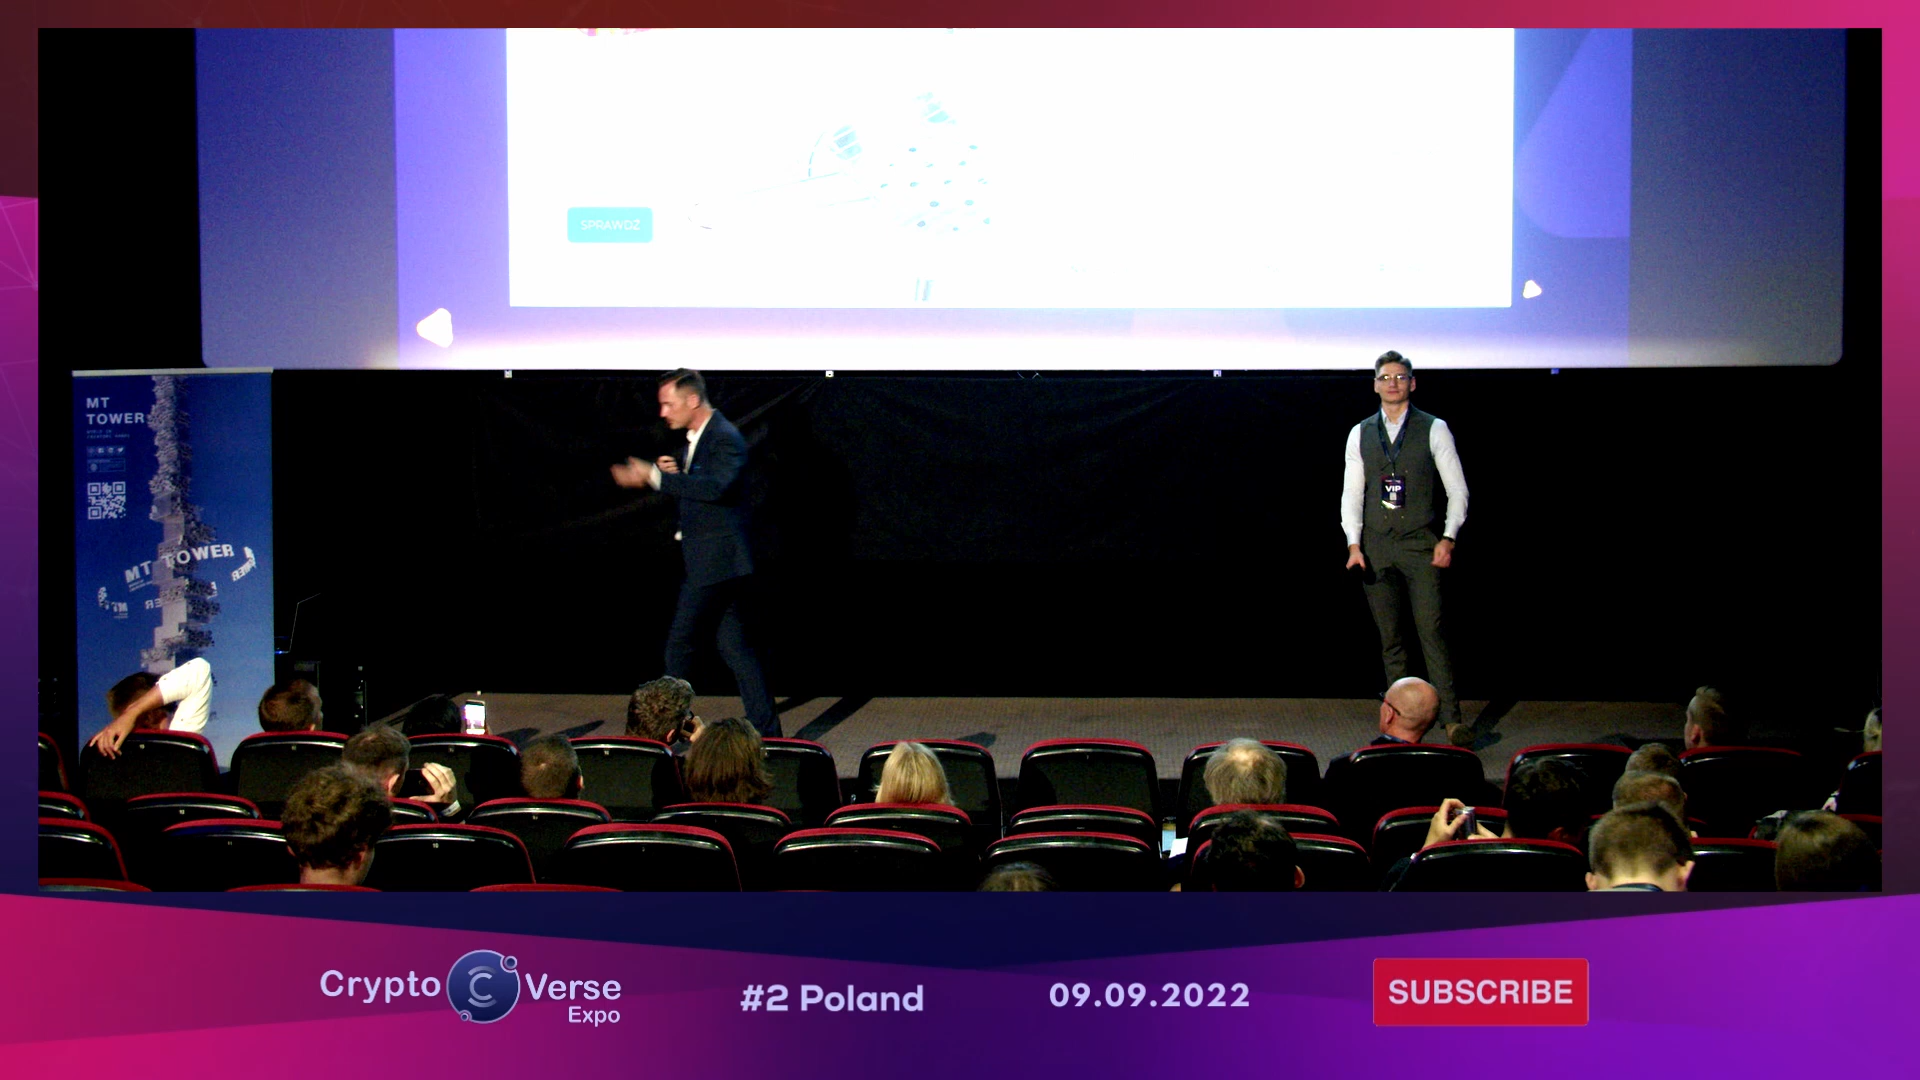 SPRAWDŹ
MT
TOWER
MT TOWER
VIP
Crypto C Verse
Expo
#2 Poland
09.09.2022
SUBSCRIBE